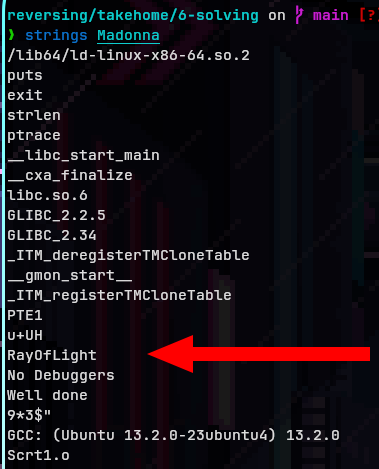 reversing/takehome/6-solving on  main [?]
❯ strings Madonna
/lib64/ld-linux-x86-64.so.2
puts
exit
strlen
ptrace
__libc_start_main
__cxa_finalize
libc.so.6
GLIBC_2.2.5
GLIBC_2.34
_ITM_deregisterTMCloneTable
__gmon_start__
_ITM_registerTMCloneTable
PTE1
u+UH
RayOfLight
No Debuggers
Well done
9*3$"
GCC: (Ubuntu 13.2.0-23ubuntu4) 13.2.0
Scrt1.o